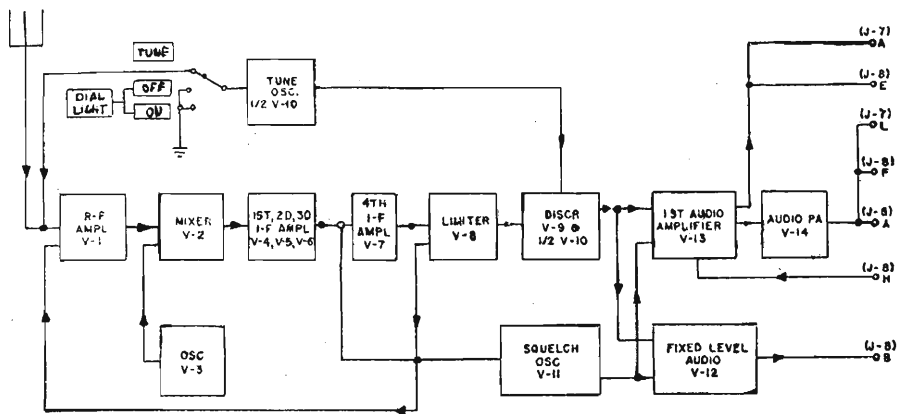 (J-7)
A
TUNE
(J-8)
E
DIAL
LIGHT
OFF
ON
TUNE
OSC.
1/2 V-10
(J-7)
L
(J-8)
F
R-F
AMPL
V-1
MIXER
V-2
1ST, 2D, 3D
I-F AMPL
V-4, V-5, V-6
4TH
I-F
AMPL
V-7
LIMITER
V-8
DISCR
V-9 &
1/2 V-10
1ST AUDIO
AMPLIFIER
V-13
AUDIO PA
V-14
(J-6)
A
(J-8)
H
OSC
V-3
SQUELCH
OSC
V-11
FIXED LEVEL
AUDIO
V-12
(J-8)
B